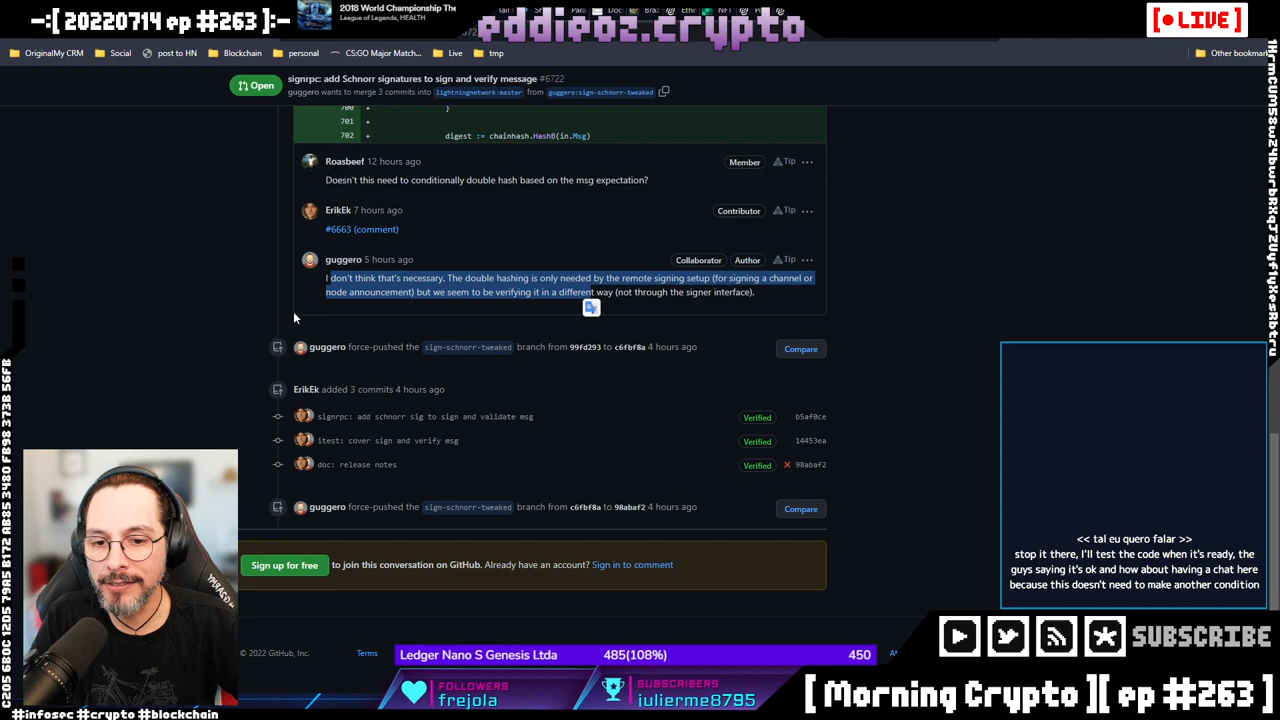 -:[ 20220714 ep #263 ]:-
2018 World Championship The
League of Legends, HEALTH
eddieoz.crypto
[● LIVE]
OriginalMy CRM
Social
post to HN
Blockchain
personal
CS:GO Major Match...
Live
tmp
Other bookmar
Open
signrpc: add Schnorr signatures to sign and verify message #6722
guggero wants to merge 3 commits into lightningnetwork:master from guggero:sign-schnorr-tweaked
700 + }
701 +
702 + digest := chainhash.HashB(in.Msg)
Roasbeef 12 hours ago
Member
Tip
Doesn't this need to conditionally double hash based on the msg expectation?
ErikEk 7 hours ago
Contributor
Tip
#6663 (comment)
guggero 5 hours ago
Collaborator
Author
Tip
I don't think that's necessary. The double hashing is only needed by the remote signing setup (for signing a channel or
node announcement) but we seem to be verifying it in a different way (not through the signer interface).
guggero force-pushed the sign-schnorr-tweaked branch from 99fd293 to c6fbf8a 4 hours ago
Compare
ErikEk added 3 commits 4 hours ago
signrpc: add schnorr sig to sign and validate msg
Verified
b5af0ce
itest: cover sign and verify msg
Verified
14453ea
doc: release notes
Verified
98abaf2
guggero force-pushed the sign-schnorr-tweaked branch from c6fbf8a to 98abaf2 4 hours ago
Compare
Sign up for free to join this conversation on GitHub. Already have an account? Sign in to comment
<< tal eu quero falar >>
stop it there, I'll test the code when it's ready, the
guys saying it's ok and how about having a chat here
because this doesn't need to make another condition
© 2022 GitHub, Inc.
Terms
SUBSCRIBE
Ledger Nano S Genesis Ltda
485(108%)
450
FOLLOWERS
frejola
SUBSCRIBERS
iulierme8795
[ Morning Crypto ][ ep #263 ]
#infosec #crypto #blockchain